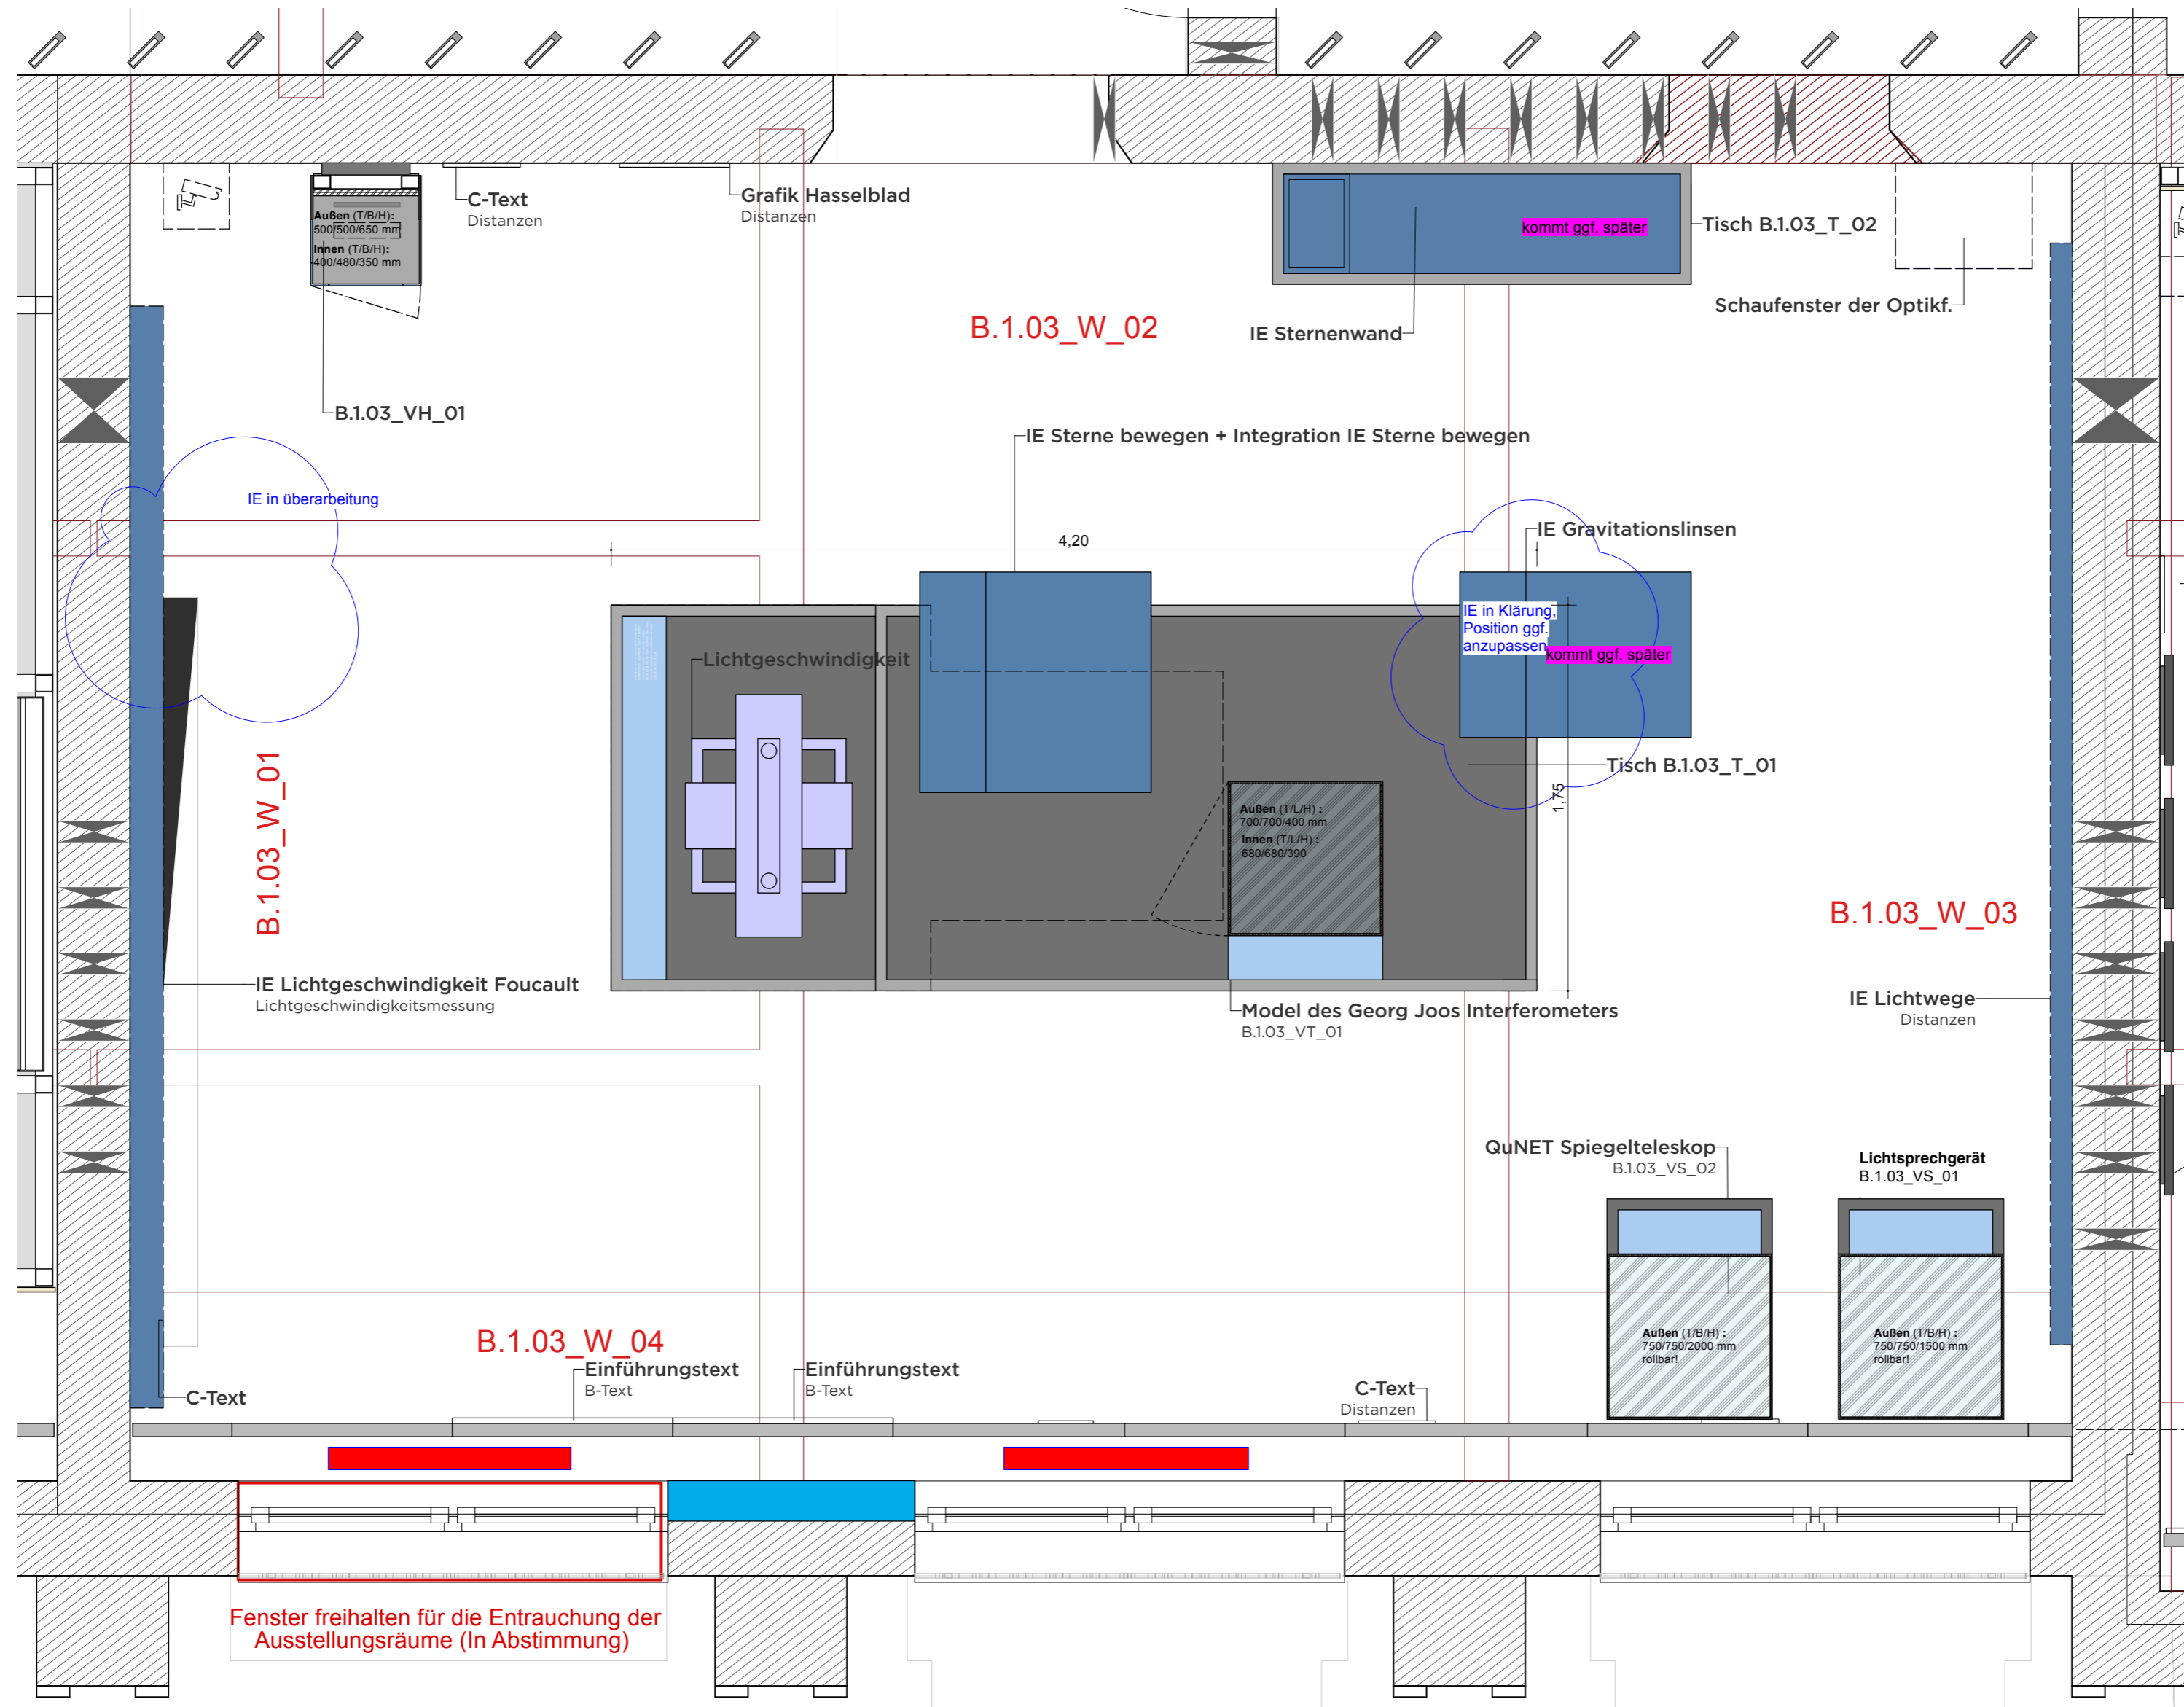 Außen (T/B/H):
500/500/650 mm
Innen (T/B/H):
400/480/350 mm
C-Text
Distanzen
Grafik Hasselblad
Distanzen
kommt ggf. später
Tisch B.1.03_T_02
Schaufenster der Optikf.
IE Sternenwand
B.1.03_W_02
B.1.03_VH_01
IE Sterne bewegen + Integration IE Sterne bewegen
IE in überarbeitung
4,20
IE Gravitationslinsen
IE in Klärung,
Position ggf.
anzupassen
kommt ggf. später
Lichtgeschwindigkeit
Tisch B.1.03_T_01
1,75
B.1.03_W_01
Außen (T/L/H) :
700/700/400 mm
Innen (T/L/H) :
680/680/390
B.1.03_W_03
IE Lichtgeschwindigkeit Foucault
Lichtgeschwindigkeitsmessung
Model des Georg Joos Interferometers
B.1.03_VT_01
IE Lichtwege
Distanzen
QuNET Spiegelteleskop
B.1.03_VS_02
Lichtsprechgerät
B.1.03_VS_01
Außen (T/B/H) :
750/750/2000 mm
rollbar!
Außen (T/B/H) :
750/750/1500 mm
rollbar!
B.1.03_W_04
Einführungstext
B-Text
Einführungstext
B-Text
C-Text
Distanzen
C-Text
Fenster freihalten für die Entrauchung der
Ausstellungsräume (In Abstimmung)